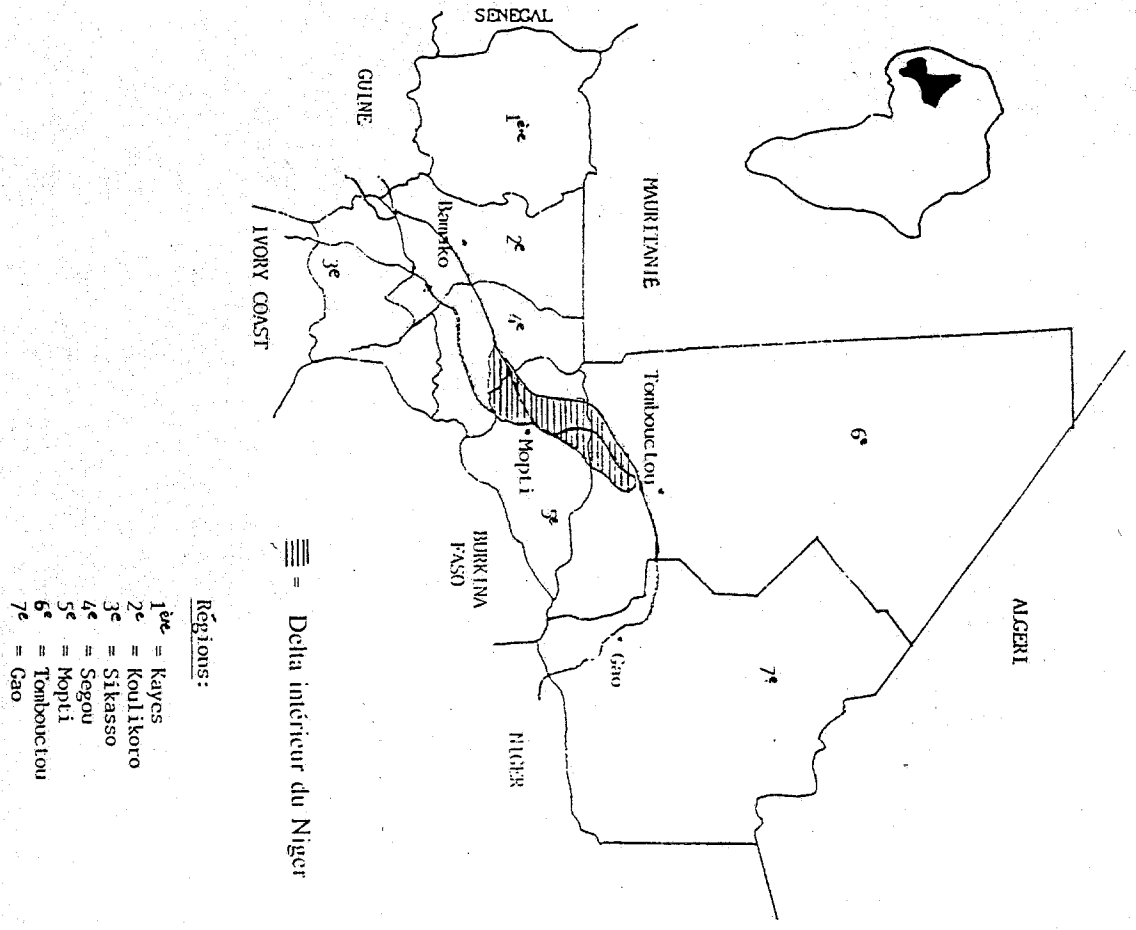 SENEGAL
GUINE
1ère
MAURITANIE
Bamako
2e
IVORY COAST
3e
4e
Tombouctou
6e
Mopti
5e
BURKINA
FASO
ALGERI
Gao
7e
NIGER
= Delta intérieur du Niger
Régions:
1ère = Kayes
2e = Koulikoro
3e = Sikasso
4e = Segou
5e = Mopti
6e = Tombouctou
7e = Gao